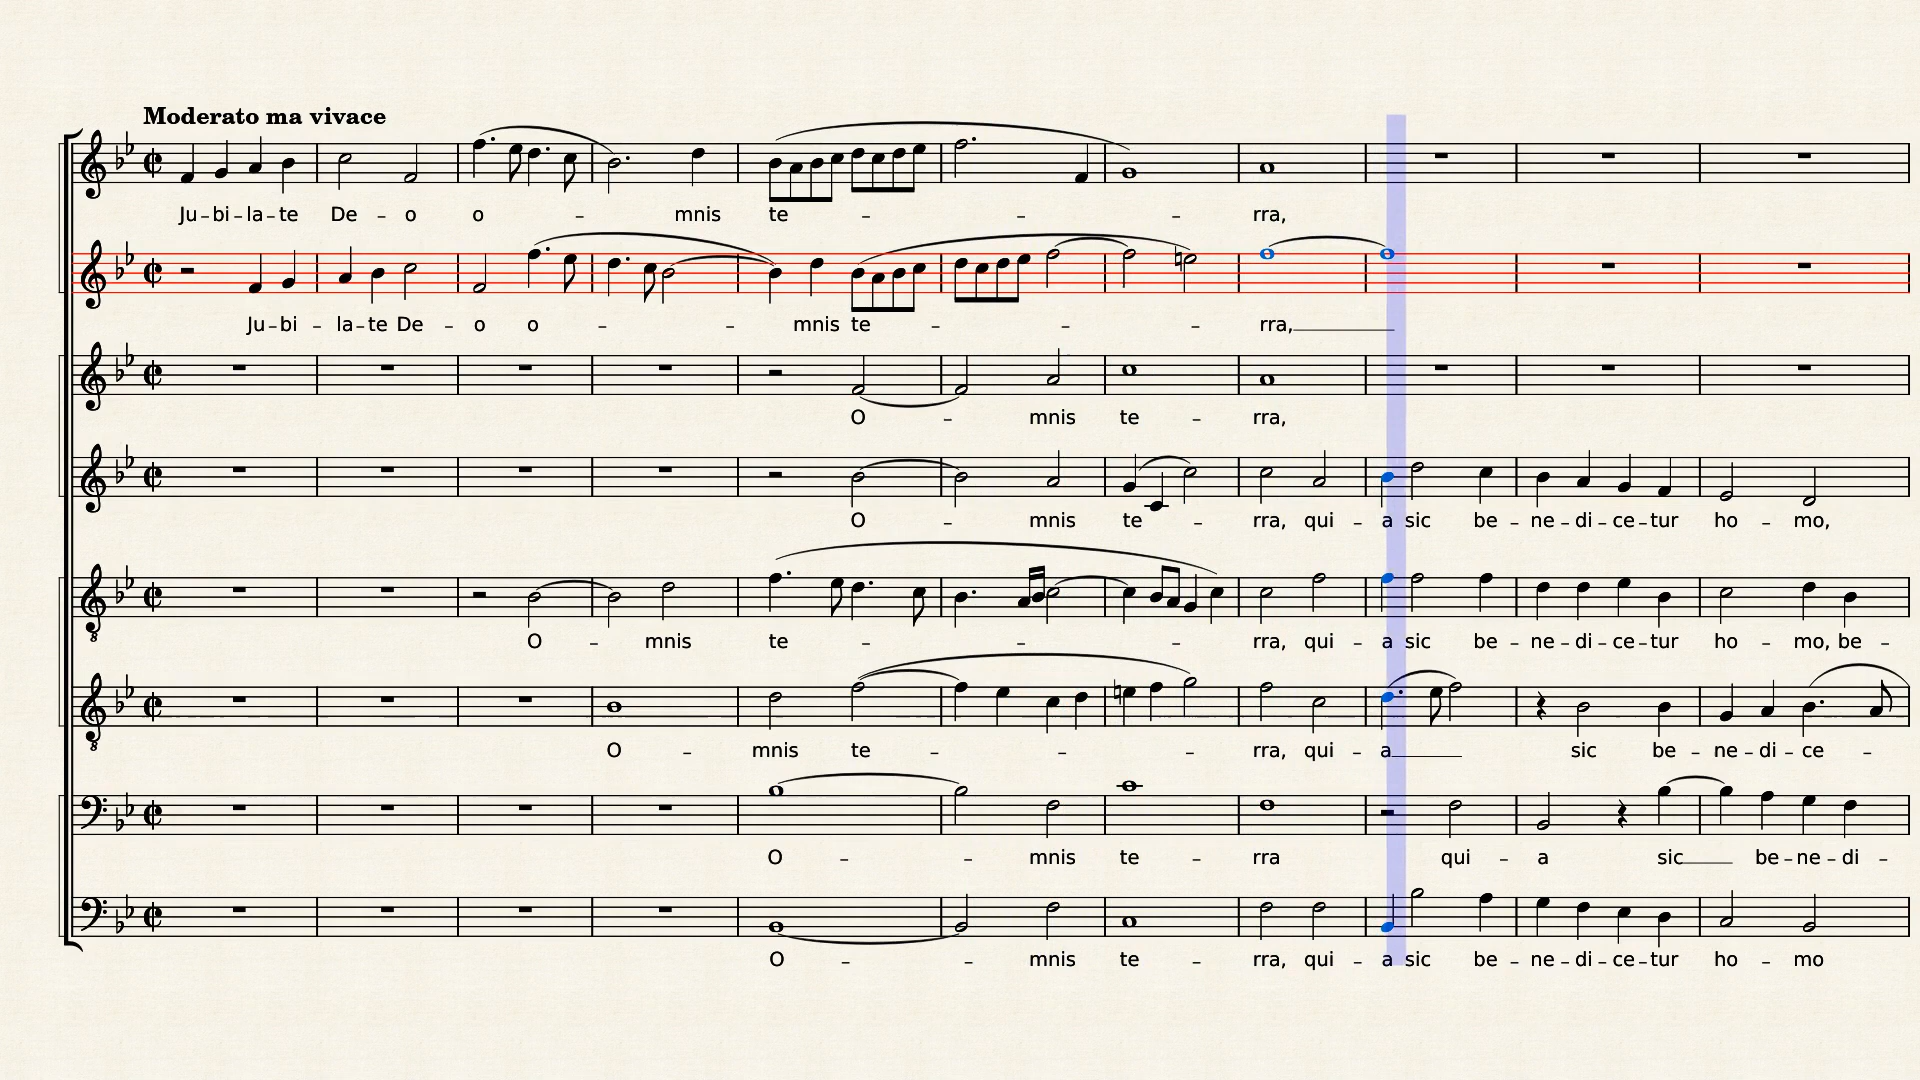 Moderato ma vivace
Ju-bi-la-te De - o o - mnis te - - - rra,
Ju-bi - la-te De - o o - - mnis te - - - rra,
O - mnis te - rra,
O - mnis te - rra, qui - a sic be - ne-di-ce-tur ho - mo,
8
O - mnis te - - - rra, qui - a sic be - ne-di-ce-tur ho - mo, be -
8
O - mnis te - - - rra, qui - a sic be - ne-di-ce -
O - - mnis te - rra qui - a sic be-ne-di -
O - - mnis te - rra, qui - a sic be - ne-di-ce-tur ho - mo